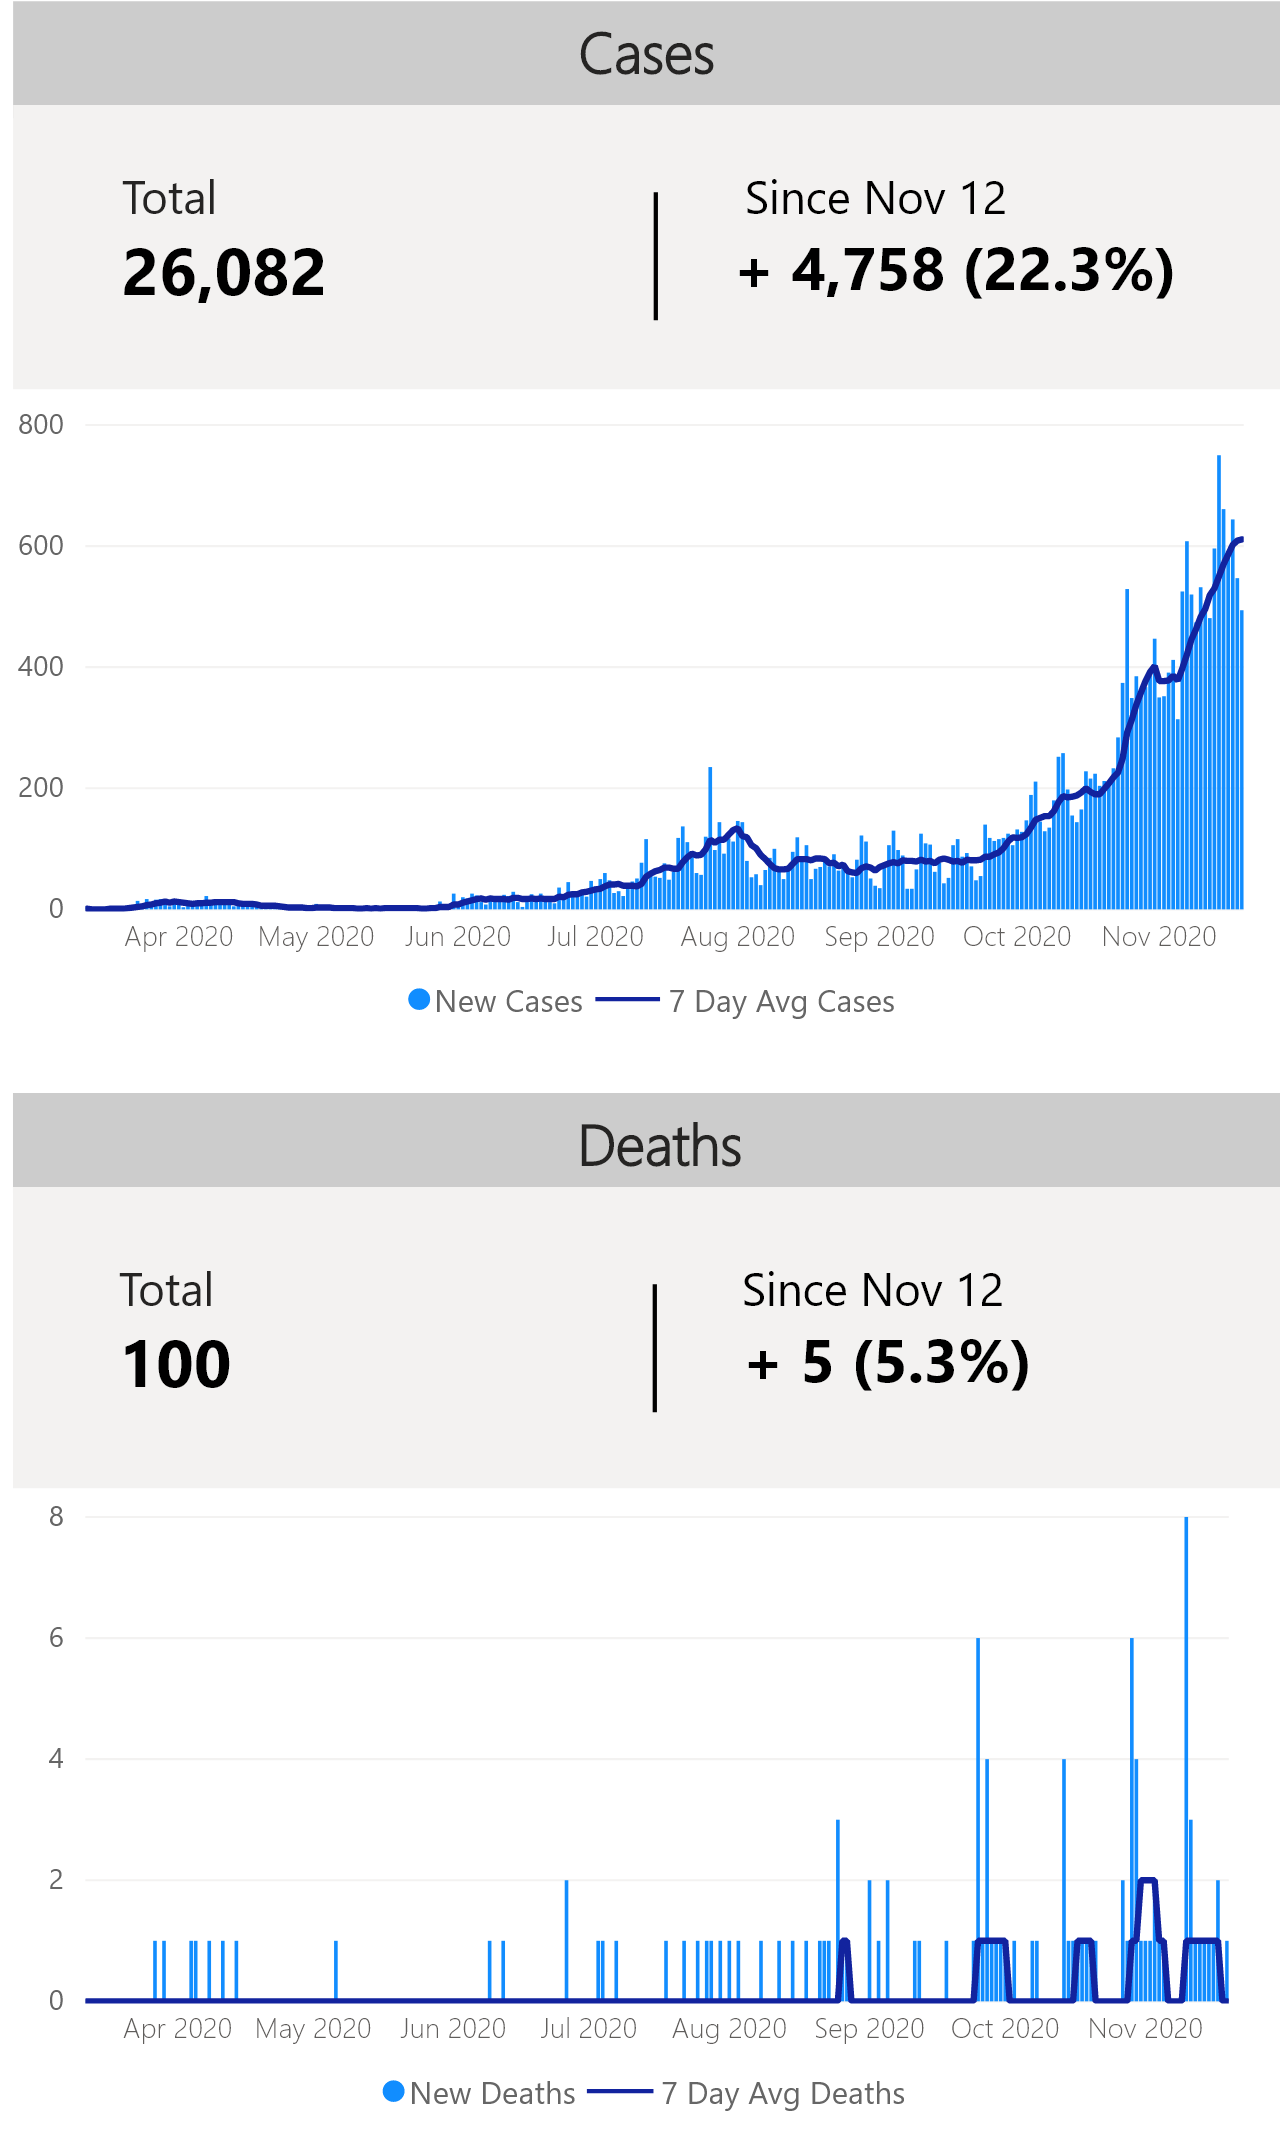 Cases
Total
Since Nov 12
26,082
+ 4,758 (22.3%)
800
600
400
200
0
Apr 2020 May 2020 Jun 2020 Jul 2020 Aug 2020 Sep 2020 Oct 2020 Nov 2020
New Cases 7 Day Avg Cases
Deaths
Total
Since Nov 12
100
+ 5 (5.3%)
8
6
4
2
0
Apr 2020 May 2020 Jun 2020 Jul 2020 Aug 2020 Sep 2020 Oct 2020 Nov 2020
New Deaths 7 Day Avg Deaths